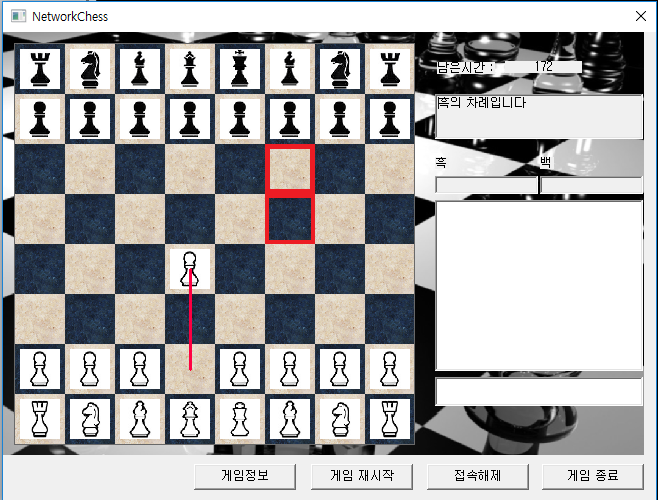 NetworkChess
남은시간 : 172
흑의 차례입니다
흑 백
게임정보 게임 재시작 접속해제 게임 종료